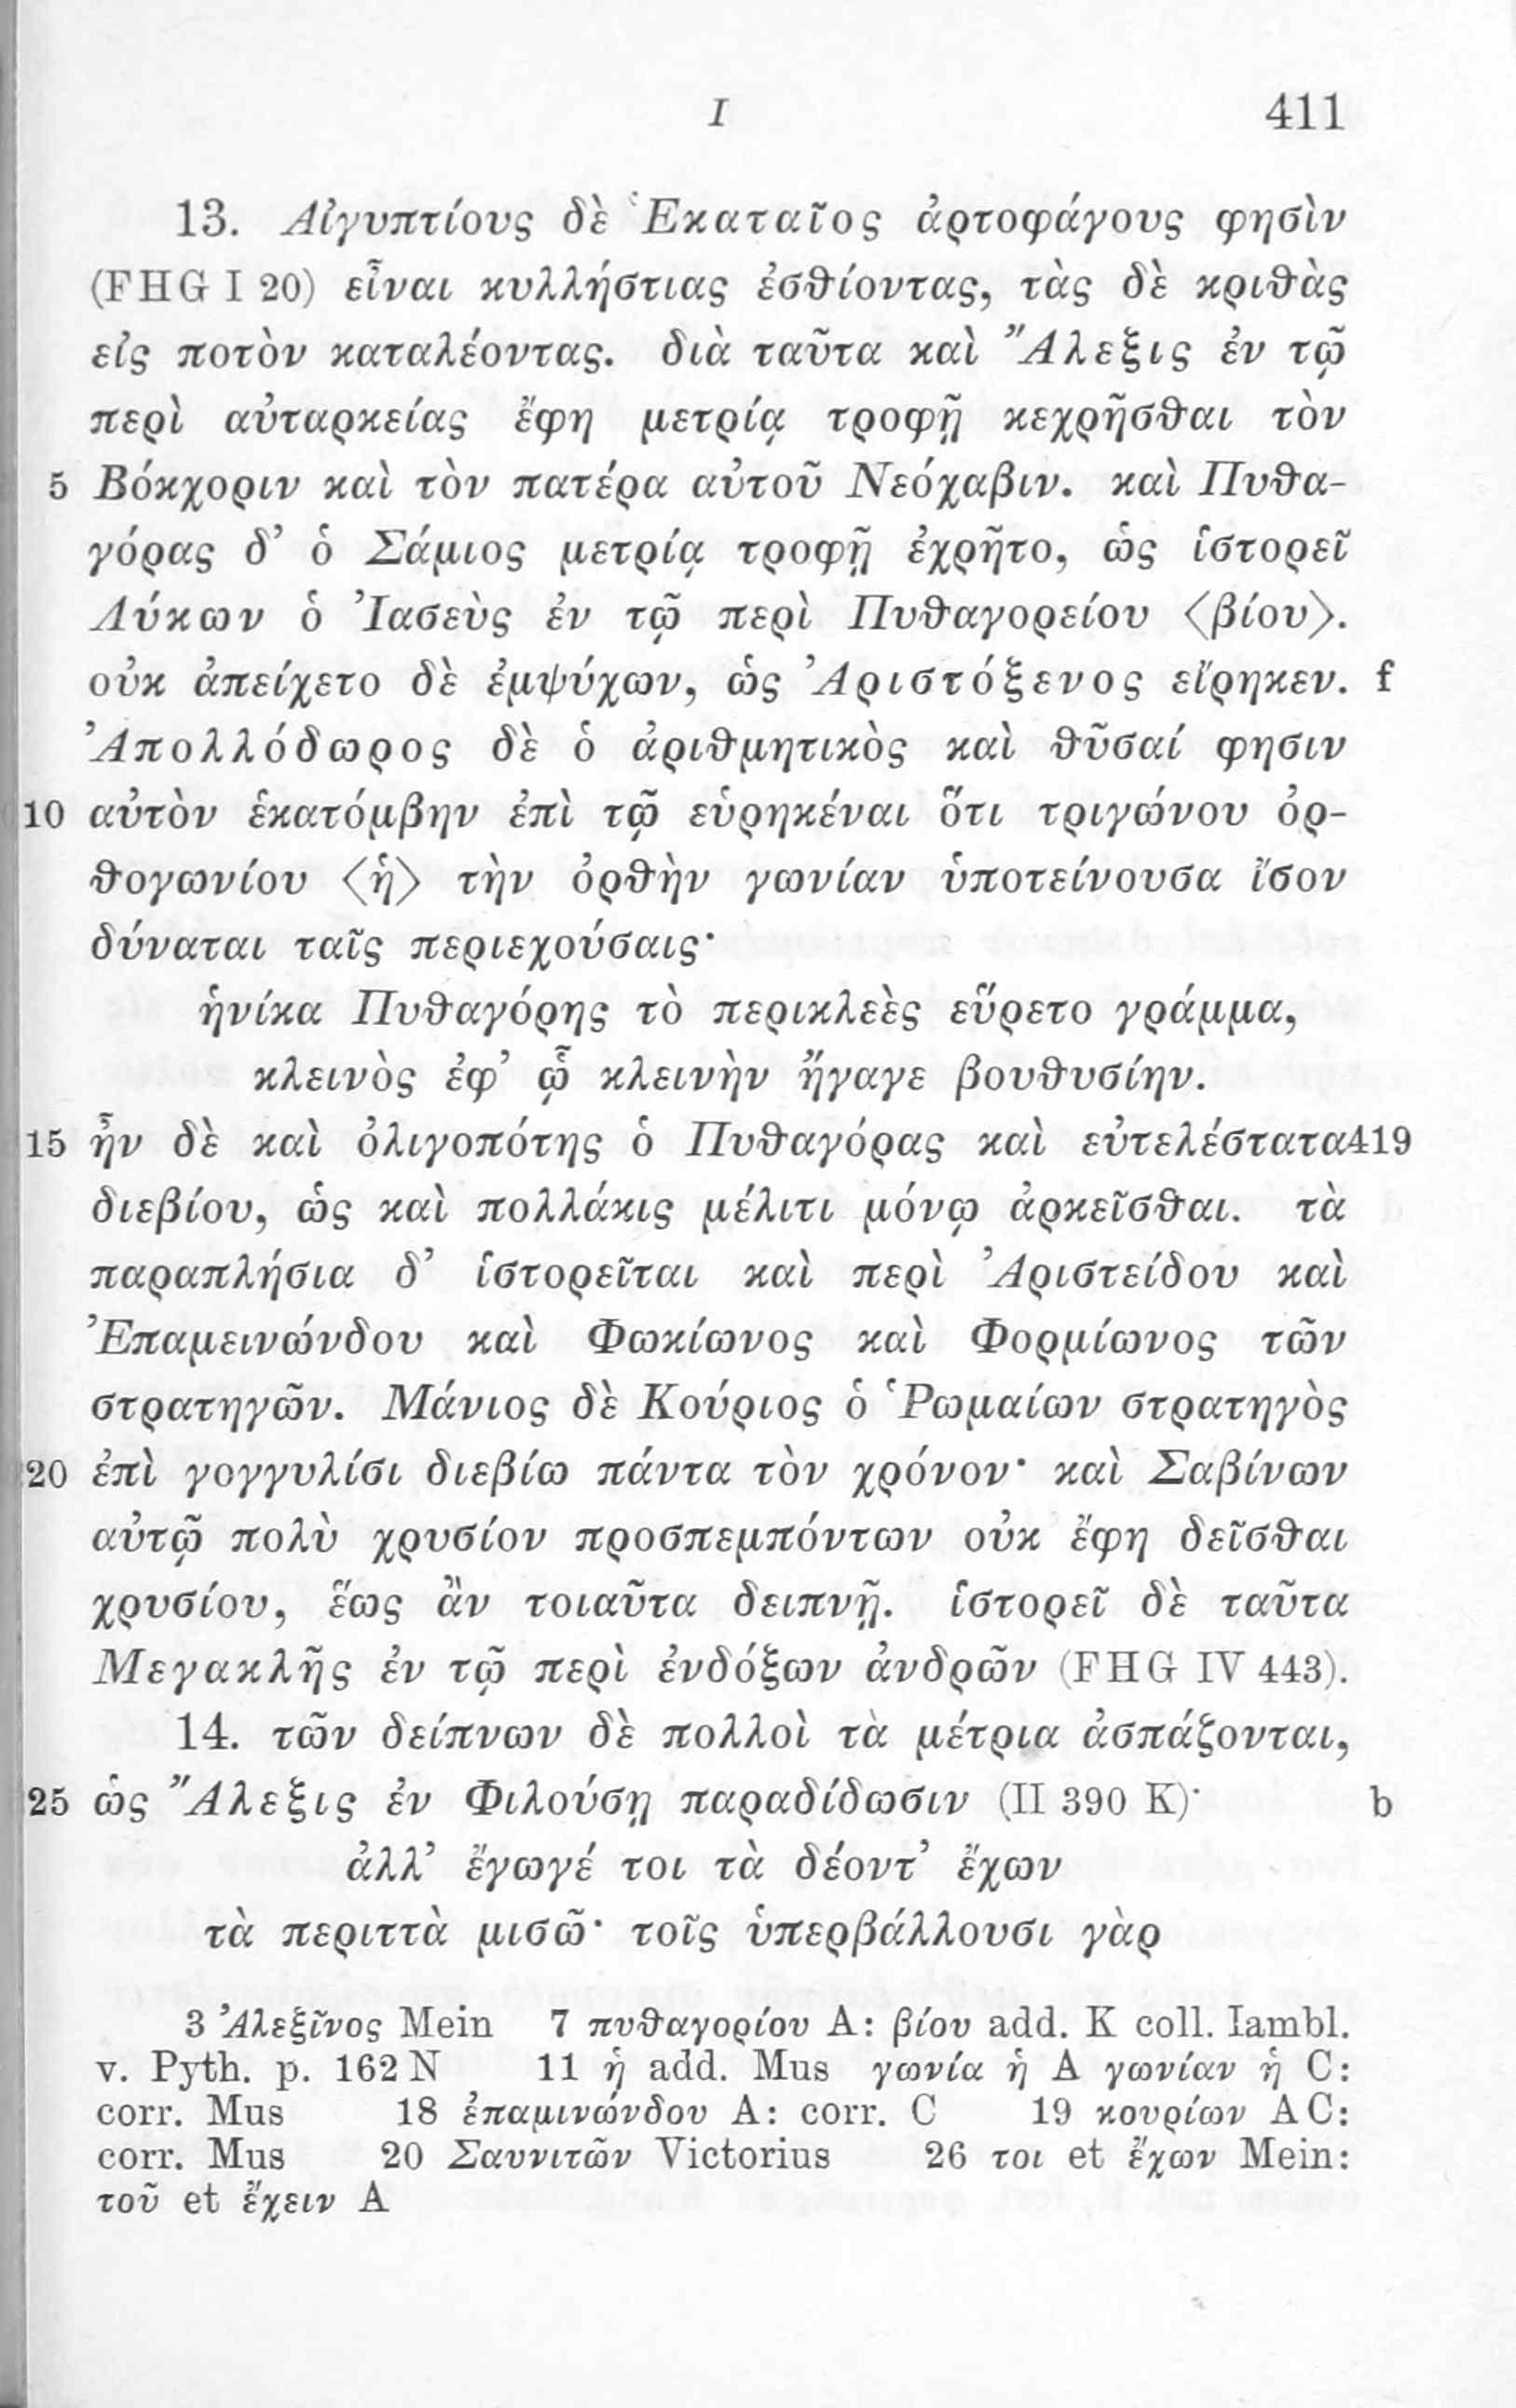 I 411
13. Αἰγυπτίους δὲ Ἑκαταῖος ἀρτοφάγους φησὶν
(FHG I 20) εἶναι κυλλήστιας ἐσθίοντας, τὰς δὲ κριθὰς
εἰς ποτὸν καταλέοντας. διὰ ταῦτα καὶ Ἄλεξις ἐν τῷ
περὶ αὐταρκείας ἔφη μετρίᾳ τροφῇ κεχρῆσθαι τὸν
5 Βόκχοριν καὶ τὸν πατέρα αὐτοῦ Νεόχαβιν. καὶ Πυθα-
γόρας δ’ ὁ Σάμιος μετρίᾳ τροφῇ ἐχρῆτο, ὡς ἱστορεῖ
Λύκων ὁ Ἰασεὺς ἐν τῷ περὶ Πυθαγορείου <βίου>.
οὐκ ἀπείχετο δὲ ἐμψύχων, ὡς Ἀριστόξενος εἴρηκεν. f
Ἀπολλόδωρος δὲ ὁ ἀριθμητικὸς καὶ θῦσαί φησιν
10 αὐτὸν ἑκατόμβην ἐπὶ τῷ εὑρηκέναι ὅτι τριγώνου ὀρ-
θογωνίου <ἡ> τὴν ὀρθὴν γωνίαν ὑποτείνουσα ἴσον
δύναται ταῖς περιεχούσαις·
ἡνίκα Πυθαγόρης τὸ περικλεὲς εὕρετο γράμμα,
κλεινὸς ἐφ’ ᾧ κλεινὴν ἤγαγε βουθυσίην.
15 ἦν δὲ καὶ ὀλιγοπότης ὁ Πυθαγόρας καὶ εὐτελέστατα 419
διεβίου, ὡς καὶ πολλάκις μέλιτι μόνῳ ἀρκεῖσθαι. τὰ
παραπλήσια δ’ ἱστορεῖται καὶ περὶ Ἀριστείδου καὶ
Ἐπαμεινώνδου καὶ Φωκίωνος καὶ Φορμίωνος τῶν
στρατηγῶν. Μάνιος δὲ Κούριος ὁ Ῥωμαίων στρατηγὸς
20 ἐπὶ γογγυλίσι διεβίω πάντα τὸν χρόνον· καὶ Σαβίνων
αὐτῷ πολὺ χρυσίον προσπεμπόντων οὐκ ἔφη δεῖσθαι
χρυσίου, ἕως ἂν τοιαῦτα δειπνῇ. ἱστορεῖ δὲ ταῦτα
Μεγακλῆς ἐν τῷ περὶ ἐνδόξων ἀνδρῶν (FHG IV 443).
14. τῶν δείπνων δὲ πολλοὶ τὰ μέτρια ἀσπάζονται,
25 ὡς Ἄλεξις ἐν Φιλούσῃ παραδίδωσιν (II 390 K)· b
ἀλλ’ ἔγωγέ τοι τὰ δέοντ’ ἔχων
τὰ περιττὰ μισῶ· τοῖς ὑπερβάλλουσι γὰρ
3 Ἀλεξῖνος Mein 7 πυθαγορίου A: βίου add. K coll. Iambl.
v. Pyth. p. 162 N 11 ἡ add. Mus γωνία ἡ A γωνίαν ἡ C:
corr. Mus 18 ἐπαμινώνδου A: corr. C 19 κουρίων AC:
corr. Mus 20 Σαυνιτῶν Victorius 26 τοι et ἔχων Mein:
τοῦ et ἔχειν A